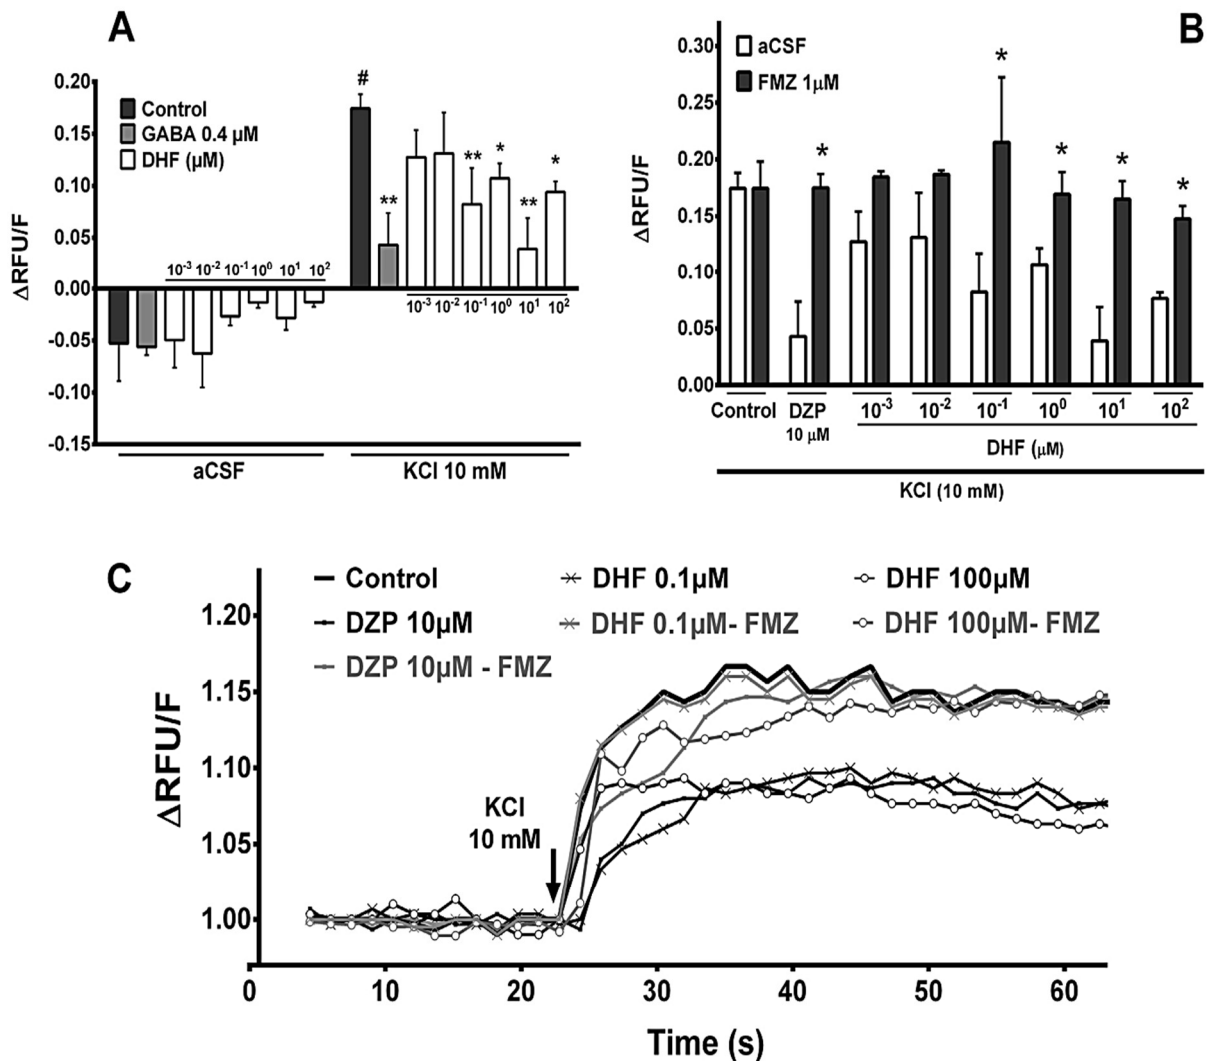 A
ΔRFU/F
0.20
0.15
0.10
0.05
0.00
-0.05
-0.10
-0.15
Control
GABA 0.4 µM
DHF (µM)
#
** ** * ** *
10-3 10-2 10-1 100 101 102
10-3 10-2 10-1 100 101 102
aCSF KCl 10 mM
B
ΔRFU/F
0.30
0.25
0.20
0.15
0.10
0.05
0.00
aCSF
FMZ 1µM
* * * * *
Control DZP 10-3 10-2 10-1 100 101 102
10 µM
DHF (µM)
KCl (10 mM)
C
Control DHF 0.1µM DHF 100µM
DZP 10µM DHF 0.1µM- FMZ DHF 100µM- FMZ
DZP 10µM - FMZ
ΔRFU/F
1.20
1.15
1.10
1.05
1.00
KCl
10 mM
0 10 20 30 40 50 60
Time (s)